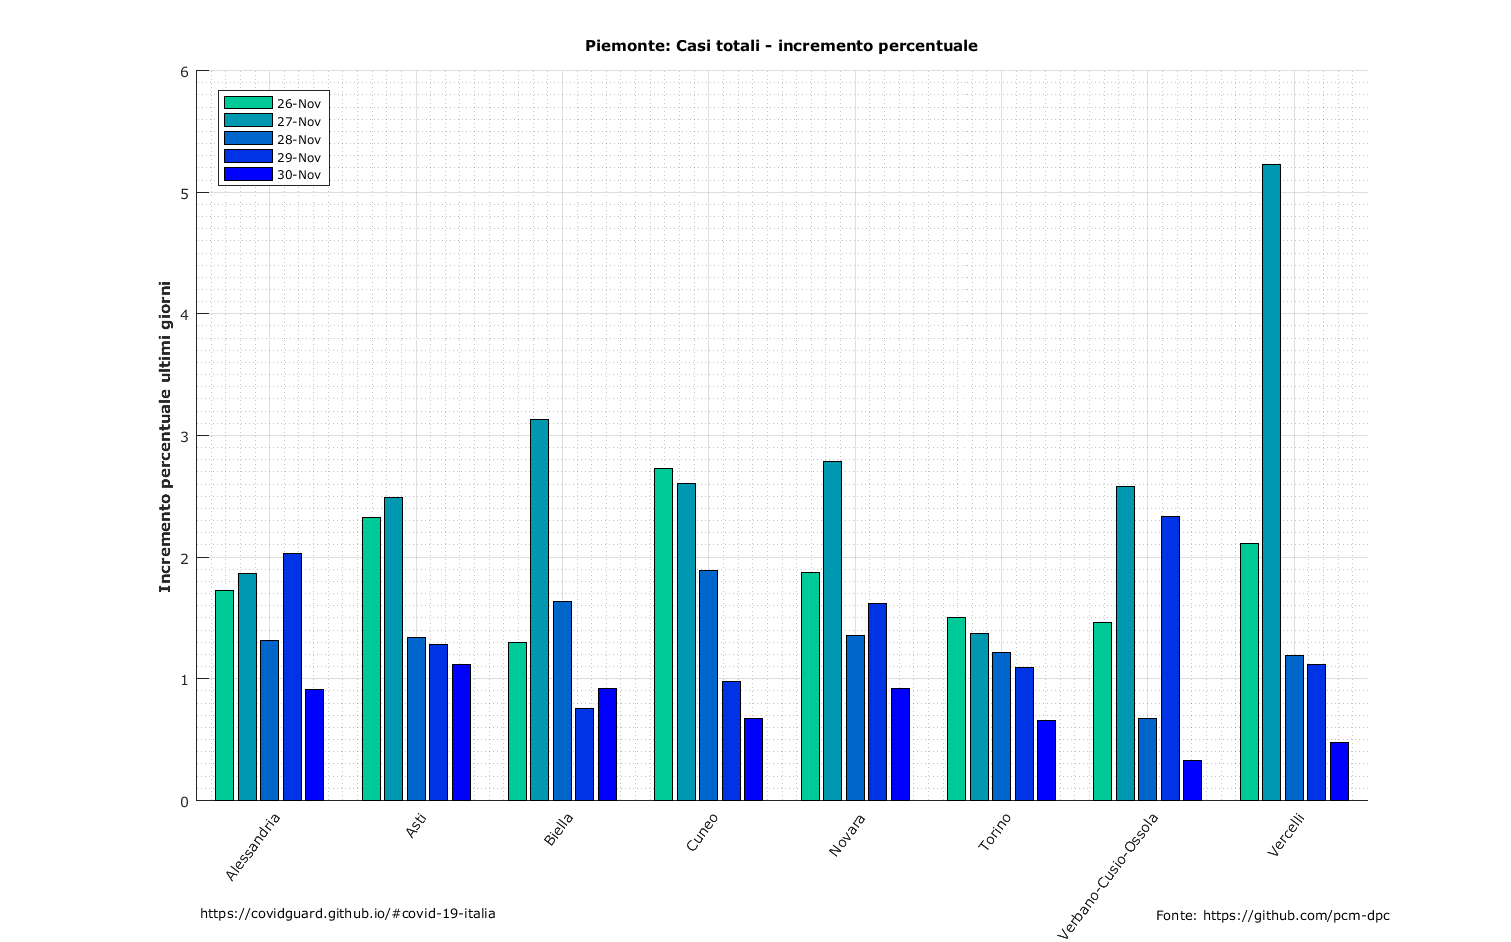 Piemonte: Casi totali - incremento percentuale
6
5
4
3
2
1
0
Incremento percentuale ultimi giorni
26-Nov
27-Nov
28-Nov
29-Nov
30-Nov
Alessandria
Asti
Biella
Cuneo
Novara
Torino
Verbano-Cusio-Ossola
Vercelli
https://covidguard.github.io/#covid-19-italia
Fonte: https://github.com/pcm-dpc